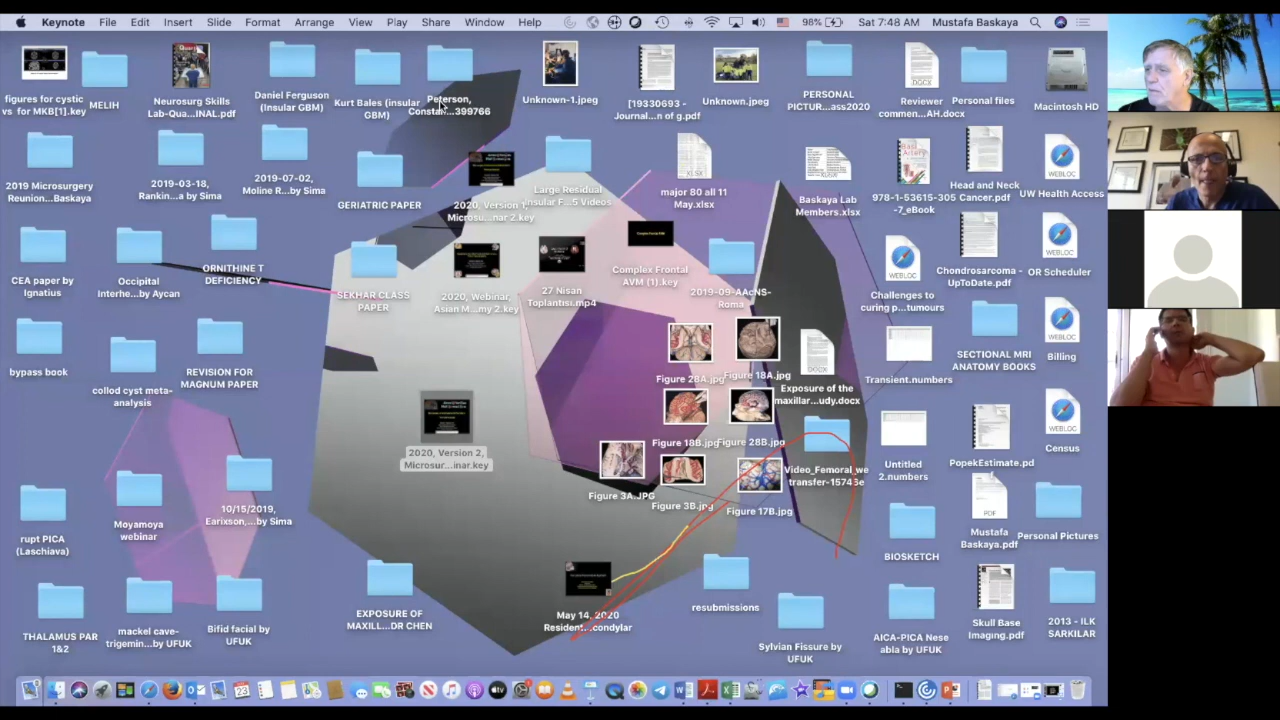 Keynote File Edit Insert Slide Format Arrange View Play Share Window Help 98% Sat 7:48 AM Mustafa Baskaya
figures for cystic
vs for MKB[1].key
MELIH
Neurosurg Skills
Lab-Qua...INAL.pdf
Daniel Ferguson
(Insular GBM)
Kurt Bales (insular
GBM)
Peterson,
Constan...399766
Unknown-1.jpeg
[19330693 -
Journal...n of g.pdf
Unknown.jpeg
PERSONAL
PICTUR...ass2020
Reviewer
commen...AH.docx
Personal files
Macintosh HD
2019 Microsurgery
Reunion...Baskaya
2019-03-18,
Rankin...a by Sima
2019-07-02,
Moline R...by Sima
GERIATRIC PAPER
2020, Version 1,
Microsu...nar 2.key
Large Residual
Insular F...5 Videos
major 80 all 11
May.xlsx
Baskaya Lab
Members.xlsx
978-1-53615-305
-7_eBook
Head and Neck
Cancer.pdf
WEBLOC
UW Health Access
CEA paper by
Ignatius
Occipital
Interhe...by Aycan
ORNITHINE T
DEFICIENCY
SEKHAR CLASS
PAPER
2020, Webinar,
Asian M...my 2.key
27 Nisan
Toplantısı.mp4
Complex Frontal
AVM (1).key
2019-09-AAcNS-
Roma
WEBLOC
Challenges to
curing p...tumours
Chondrosarcoma -
UpToDate.pdf
WEBLOC
OR Scheduler
bypass book
collod cyst meta-
analysis
REVISION FOR
MAGNUM PAPER
2020, Version 2,
Microsur...inar.key
Figure 28A.jpg
Figure 18A.jpg
DOCX
Exposure of the
maxillar...udy.docx
Transient.numbers
SECTIONAL MRI
ANATOMY BOOKS
WEBLOC
Billing
Figure 18B.jpg
Figure 28B.jpg
Figure 3A.JPG
Figure 3B.jpg
Figure 17B.jpg
Video_Femoral_we
transfer-15746e
Untitled
2.numbers
PopekEstimate.pd
WEBLOC
Census
rupt PICA
(Laschiava)
Moyamoya
webinar
10/15/2019,
Earixson,...by Sima
BIOSKETCH
PDF
Mustafa
Baskaya.pdf
Personal Pictures
THALAMUS PAR
1&2
mackel cave-
trigemin...by UFUK
Bifid facial by
UFUK
EXPOSURE OF
MAXILL...DR CHEN
May 14, 2020
Resident...condylar
resubmissions
Sylvian Fissure by
UFUK
AICA-PICA Nese
abla by UFUK
Skull Base
Imaging.pdf
2013 - ILK
SARKILAR